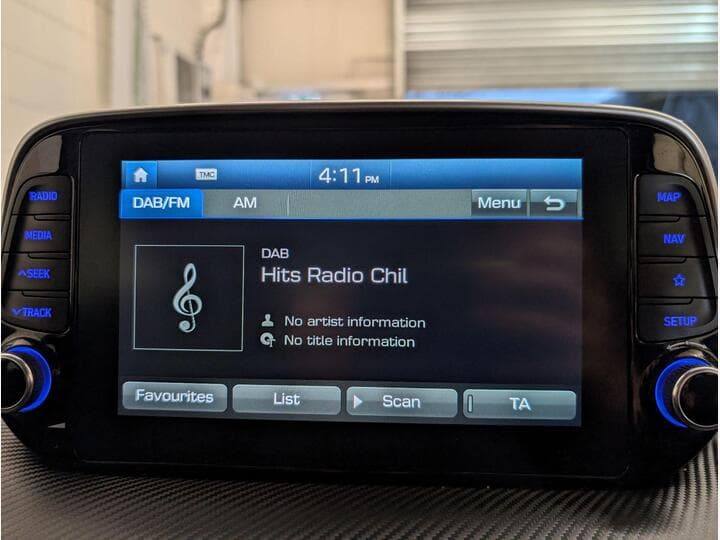 TMC
4:11 PM
DAB/FM AM Menu
RADIO
MEDIA
SEEK
TRACK
DAB
Hits Radio Chil
No artist information
No title information
Favourites List Scan TA
MAP
NAV
SETUP